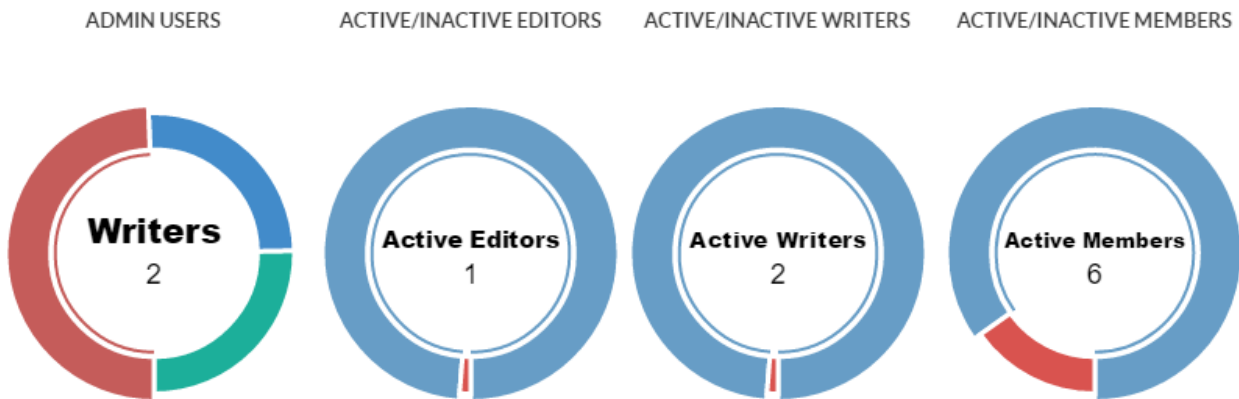 ADMIN USERS
ACTIVE/INACTIVE EDITORS
ACTIVE/INACTIVE WRITERS
ACTIVE/INACTIVE MEMBERS
Writers
2
Active Editors
1
Active Writers
2
Active Members
6